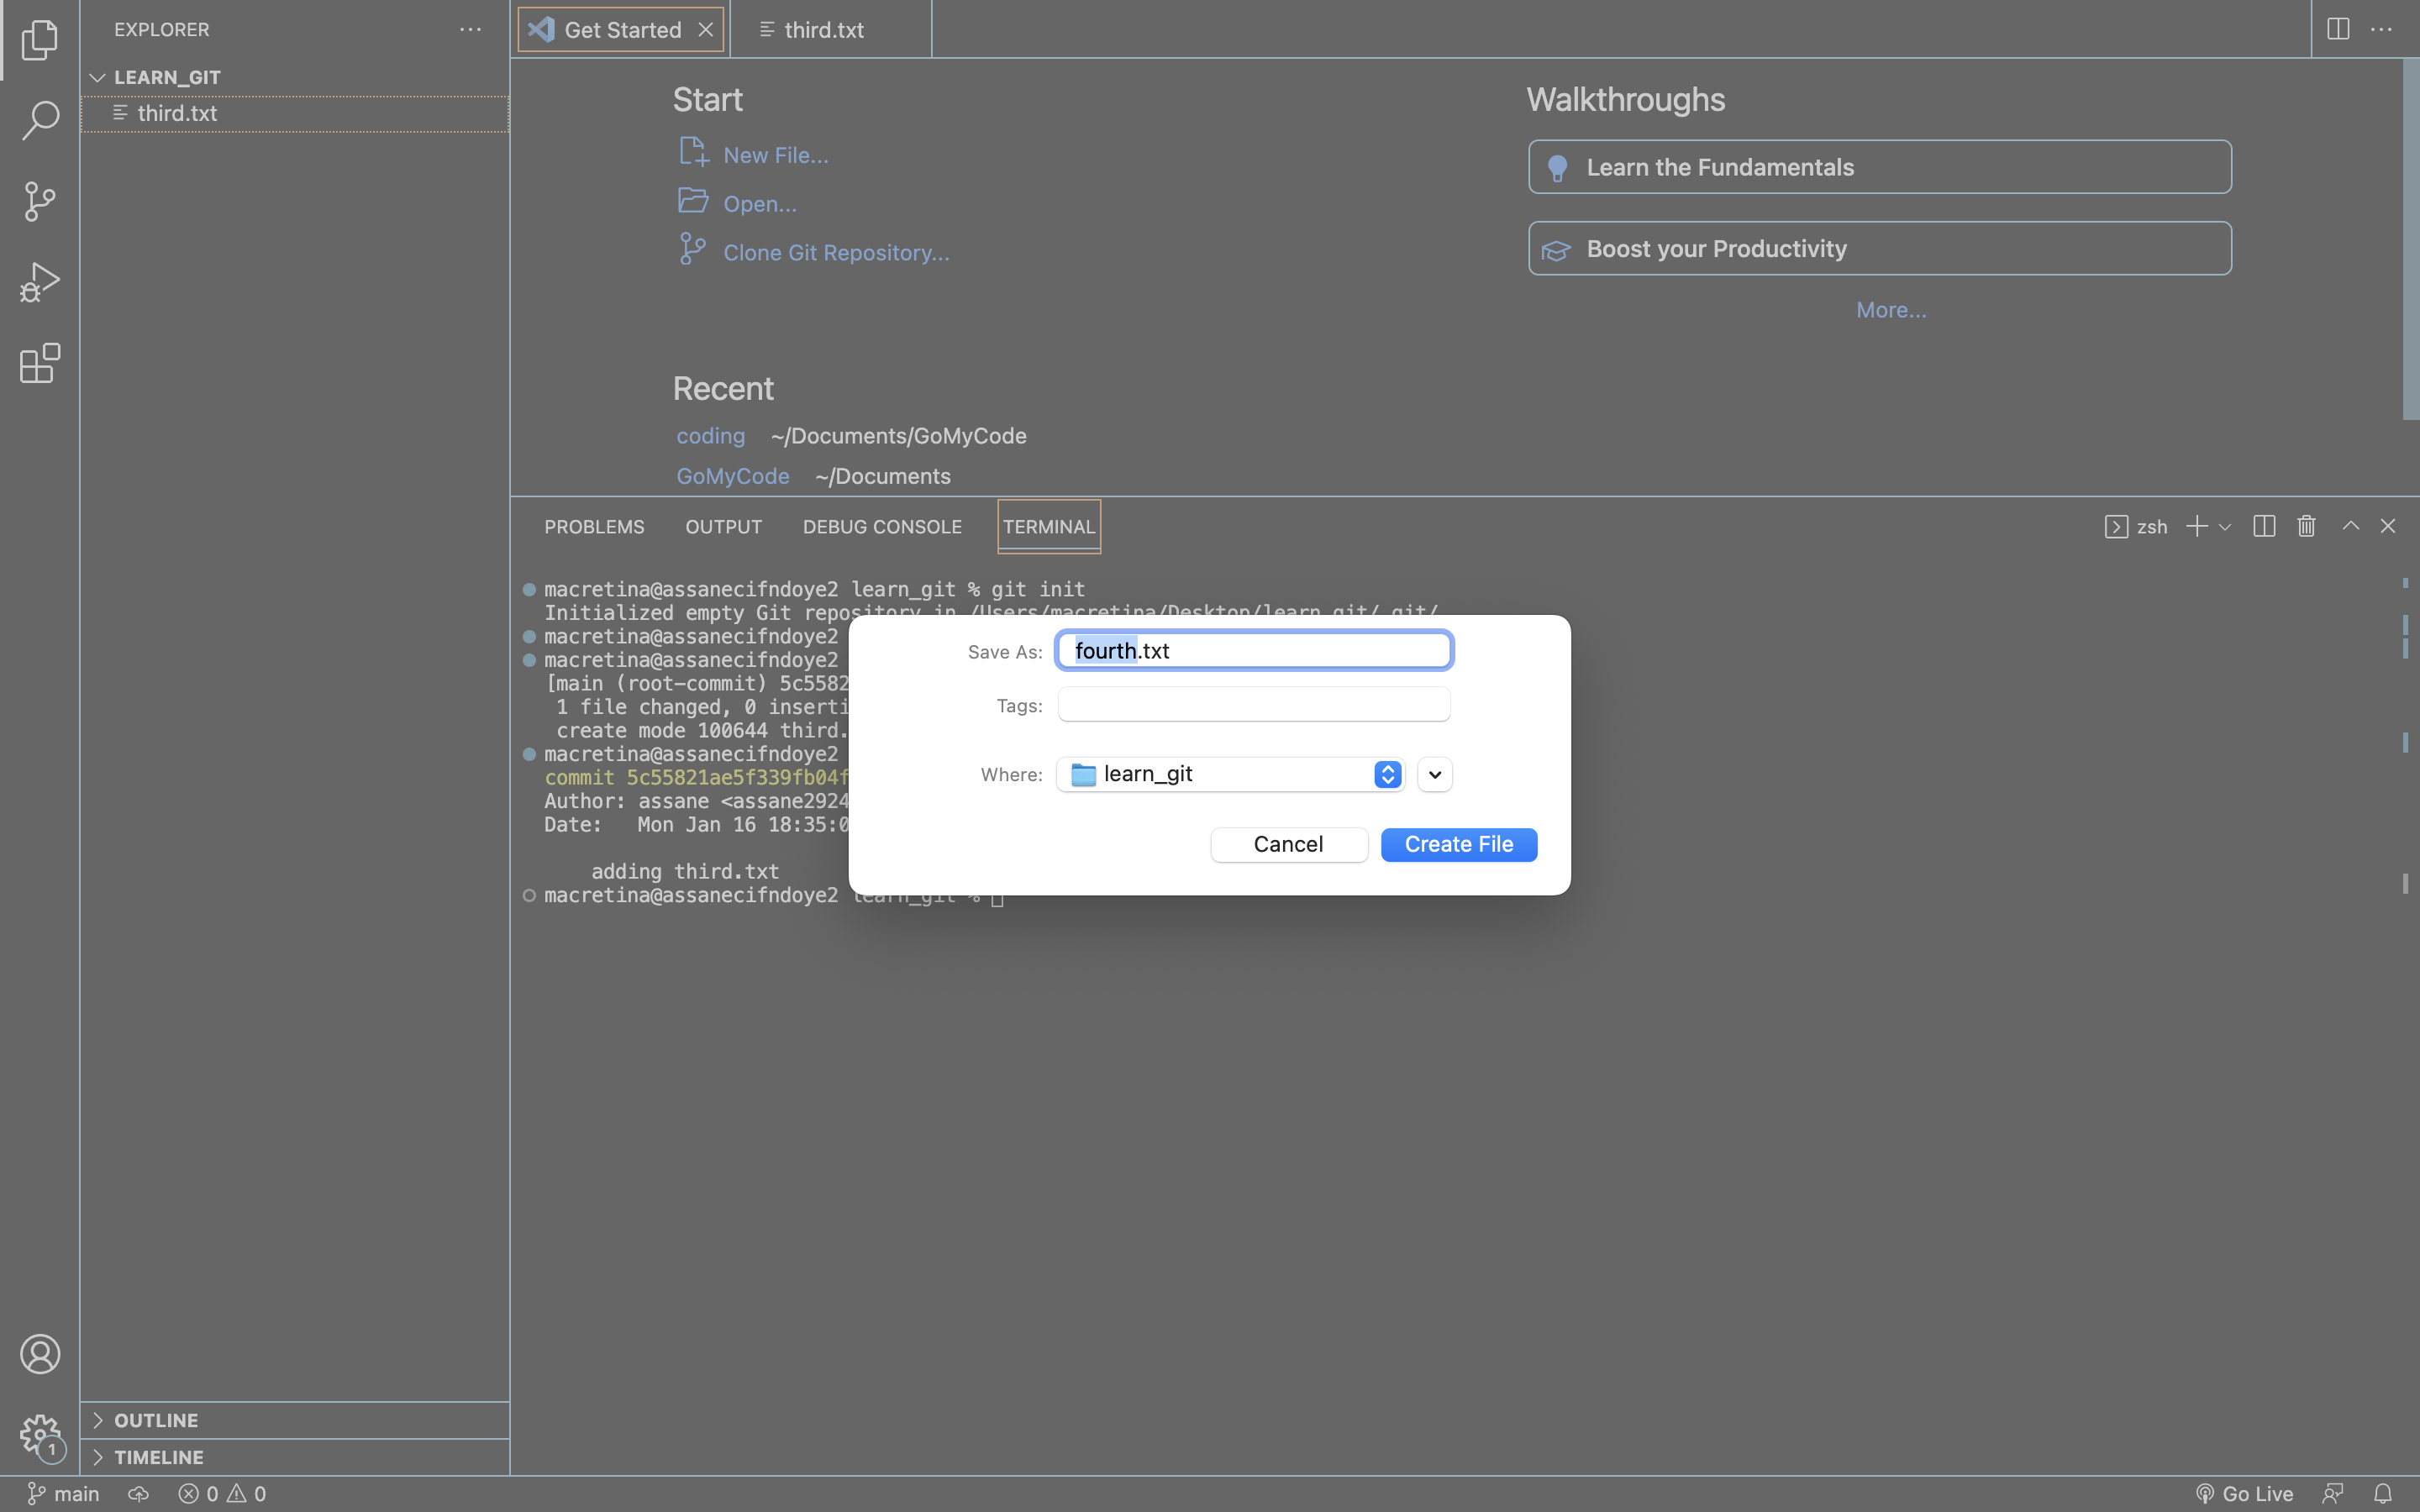 EXPLORER
LEARN_GIT
third.txt
OUTLINE
TIMELINE
Get Started
third.txt
Start
New File...
Open...
Clone Git Repository...
Recent
coding ~/Documents/GoMyCode
GoMyCode ~/Documents
Walkthroughs
Learn the Fundamentals
Boost your Productivity
More...
PROBLEMS OUTPUT DEBUG CONSOLE TERMINAL
zsh
macretina@assanecifndoye2 learn_git % git init
Initialized empty Git repository in /Users/macretina/Desktop/learn_git/.git/
macretina@assanecifndoye2
macretina@assanecifndoye2
[main (root-commit) 5c5582
1 file changed, 0 inserti
create mode 100644 third.
macretina@assanecifndoye2
commit 5c55821ae5f339fb04f
Author: assane <assane2924
Date: Mon Jan 16 18:35:0
adding third.txt
macretina@assanecifndoye2 learn_git %
Save As: fourth.txt
Tags:
Where: learn_git
Cancel
Create File
1
main
0 0
Go Live